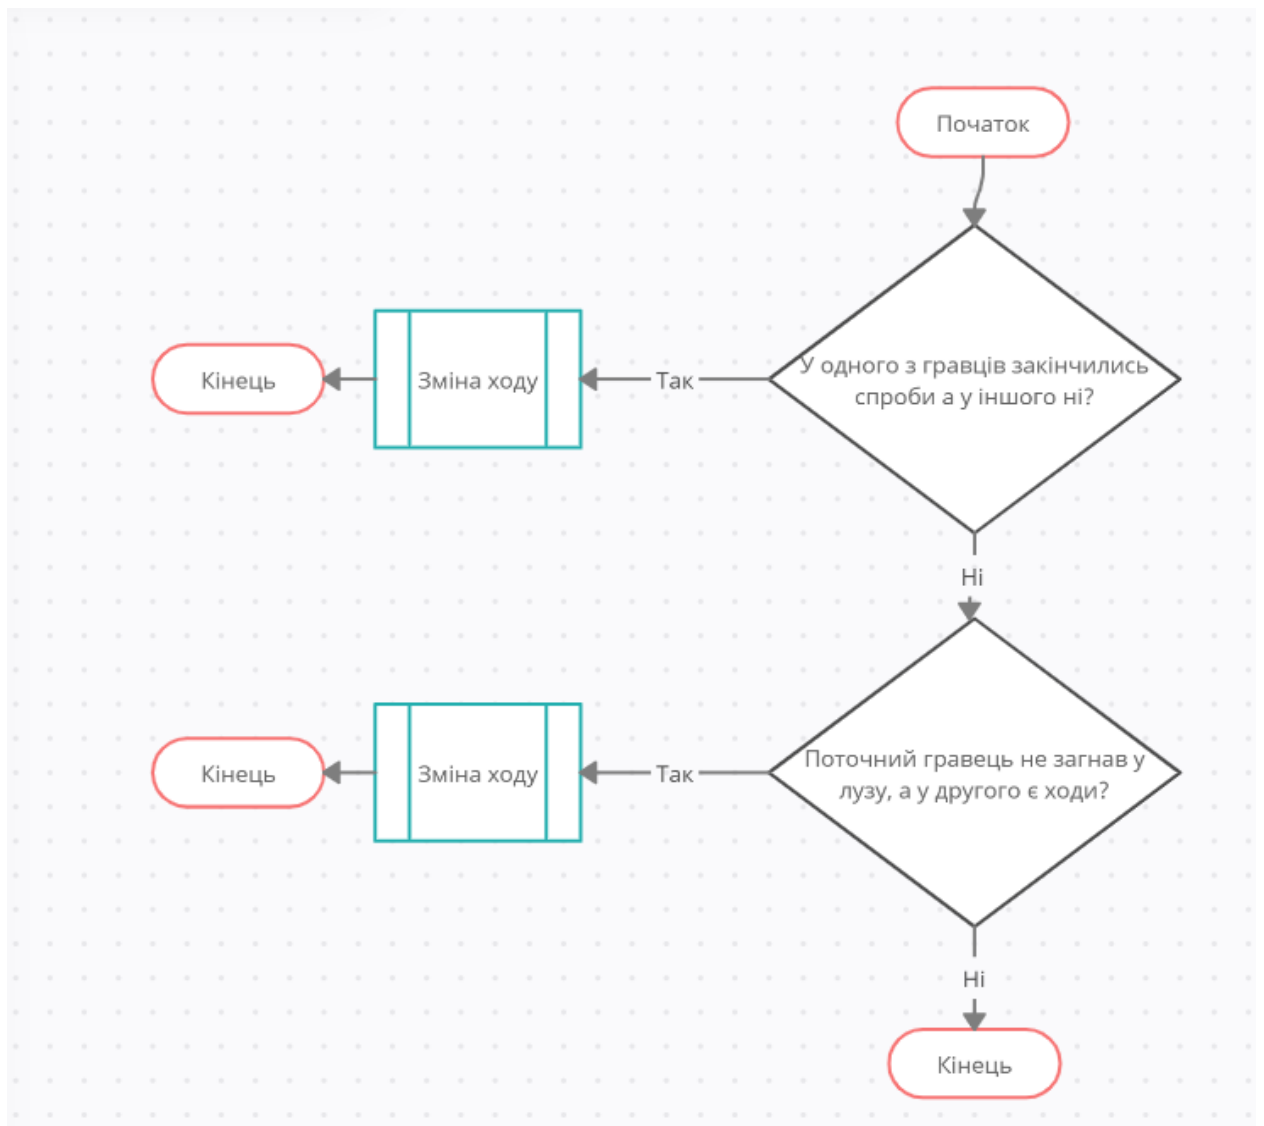 Початок
У одного з гравців закінчились
спроби а у іншого ні?
Так
Зміна ходу
Кінець
Ні
Поточний гравець не загнав у
лузу, а у другого є ходи?
Так
Зміна ходу
Кінець
Ні
Кінець